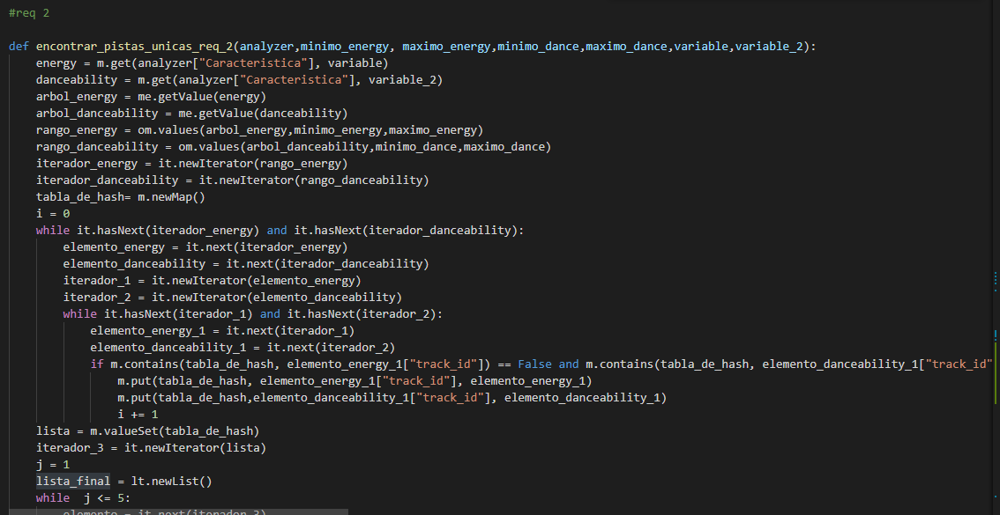 #req 2
def encontrar_pistas_unicas_req_2(analyzer,minimo_energy, maximo_energy,minimo_dance,maximo_dance,variable,variable_2):
    energy = m.get(analyzer["Caracteristica"], variable)
    danceability = m.get(analyzer["Caracteristica"], variable_2)
    arbol_energy = me.getValue(energy)
    arbol_danceability = me.getValue(danceability)
    rango_energy = om.values(arbol_energy,minimo_energy,maximo_energy)
    rango_danceability = om.values(arbol_danceability,minimo_dance,maximo_dance)
    iterador_energy = it.newIterator(rango_energy)
    iterador_danceability = it.newIterator(rango_danceability)
    tabla_de_hash= m.newMap()
    i = 0
    while it.hasNext(iterador_energy) and it.hasNext(iterador_danceability):
        elemento_energy = it.next(iterador_energy)
        elemento_danceability = it.next(iterador_danceability)
        iterador_1 = it.newIterator(elemento_energy)
        iterador_2 = it.newIterator(elemento_danceability)
        while it.hasNext(iterador_1) and it.hasNext(iterador_2):
            elemento_energy_1 = it.next(iterador_1)
            elemento_danceability_1 = it.next(iterador_2)
            if m.contains(tabla_de_hash, elemento_energy_1["track_id"]) == False and m.contains(tabla_de_hash, elemento_danceability_1["track_id"
                m.put(tabla_de_hash, elemento_energy_1["track_id"], elemento_energy_1)
                m.put(tabla_de_hash,elemento_danceability_1["track_id"], elemento_danceability_1)
                i += 1
    lista = m.valueSet(tabla_de_hash)
    iterador_3 = it.newIterator(lista)
    j = 1
    lista_final = lt.newList()
    while  j <= 5:
        elemento = it.next(iterador_3)